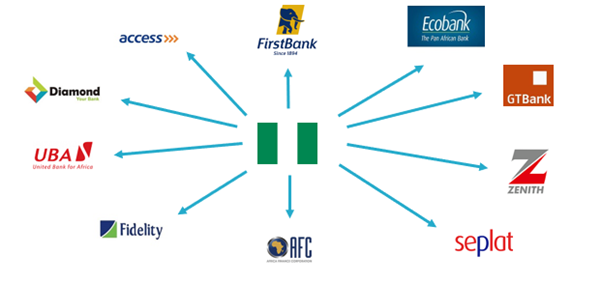 access
FirstBank
Since 1894
Ecobank
The Pan African Bank
Diamond
Your Bank
GTBank
UBA
United Bank for Africa
ZENITH
Fidelity
AFC
AFRICA FINANCE CORPORATION
seplat